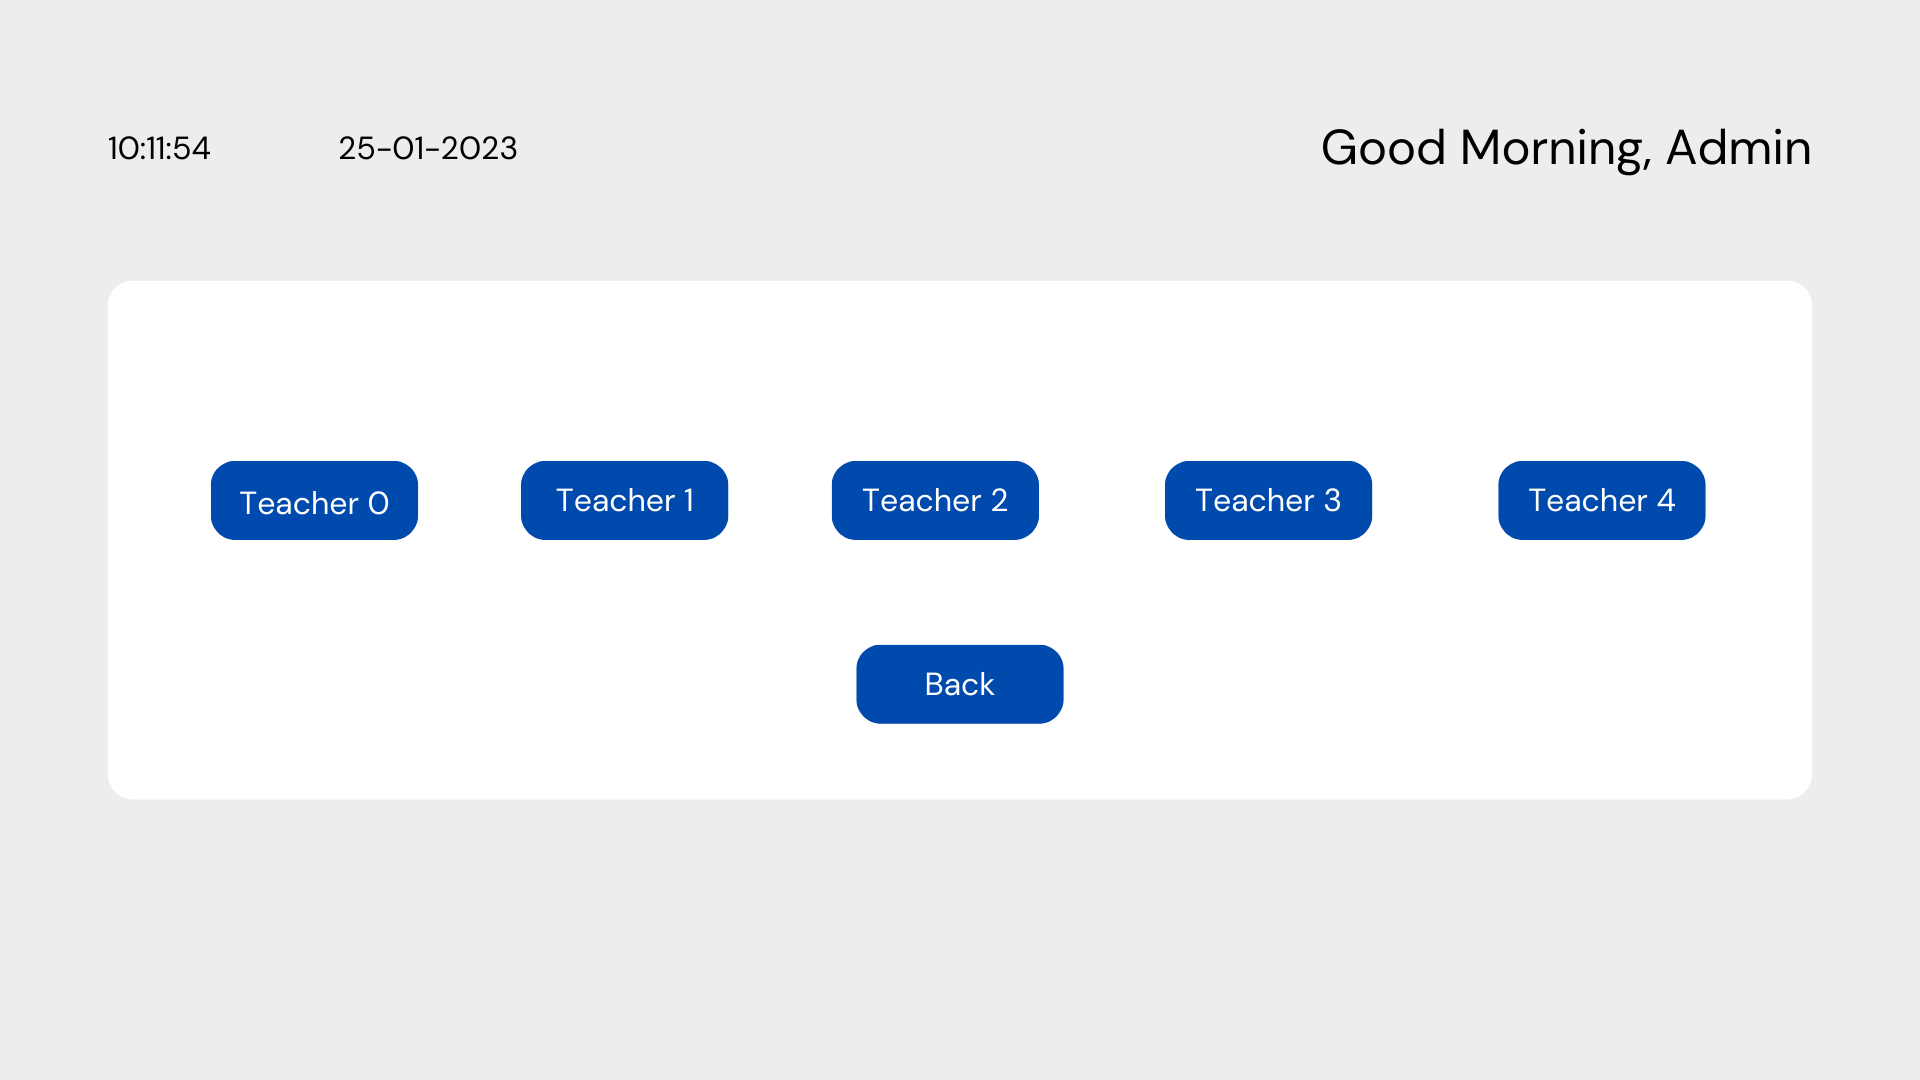 10:11:54 25-01-2023 Good Morning, Admin
Teacher 0 Teacher 1 Teacher 2 Teacher 3 Teacher 4
Back